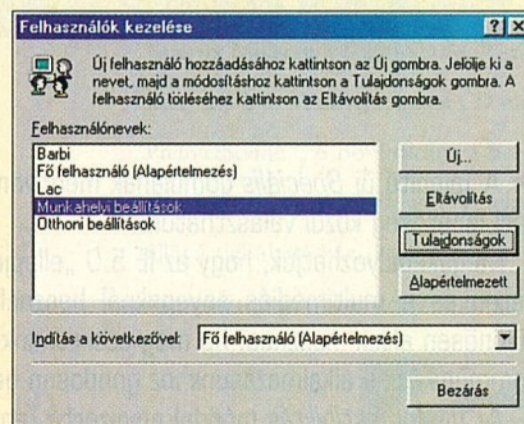 Felhasználók kezelése
Új felhasználó hozzáadásához kattintson az Új gombra. Jelölje ki a
nevet, majd a módosításhoz kattintson a Tulajdonságok gombra. A
felhasználó törléséhez kattintson az Eltávolítás gombra.
Felhasználónevek:
Barbi
Fő felhasználó (Alapértelmezés)
Lac
Munkahelyi beállítások
Otthoni beállítások
Új...
Eltávolítás
Tulajdonságok
Alapértelmezett
Indítás a következővel:
Fő felhasználó (Alapértelmezés)
Bezárás